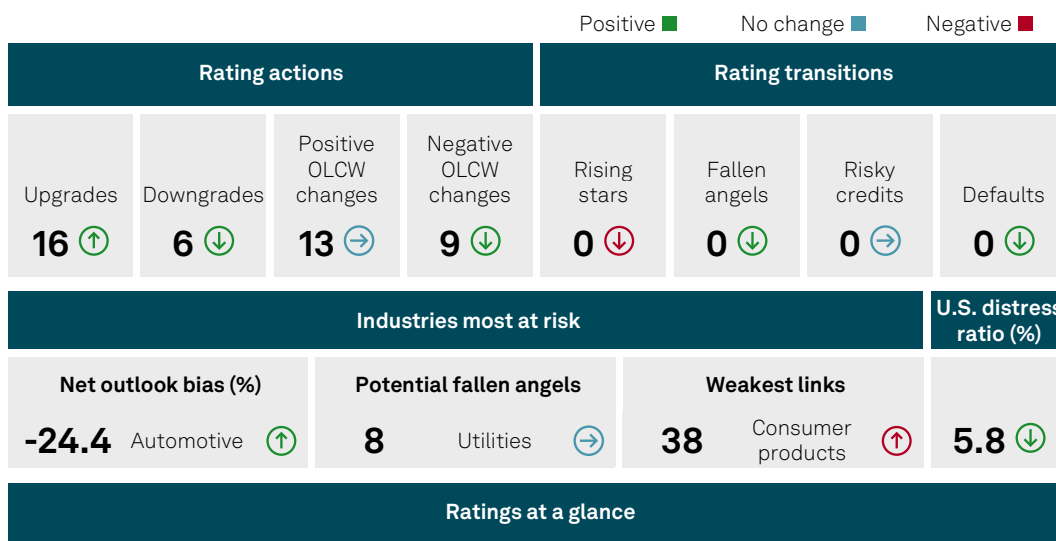 Positive No change Negative
Rating actions
Rating transitions
Upgrades
16
Downgrades
6
Positive
OLCW
changes
13
Negative
OLCW
changes
9
Rising
stars
0
Fallen
angels
0
Risky
credits
0
Defaults
0
Industries most at risk
U.S. distress
ratio (%)
Net outlook bias (%)
-24.4 Automotive
Potential fallen angels
8 Utilities
Weakest links
38 Consumer
products
5.8
Ratings at a glance